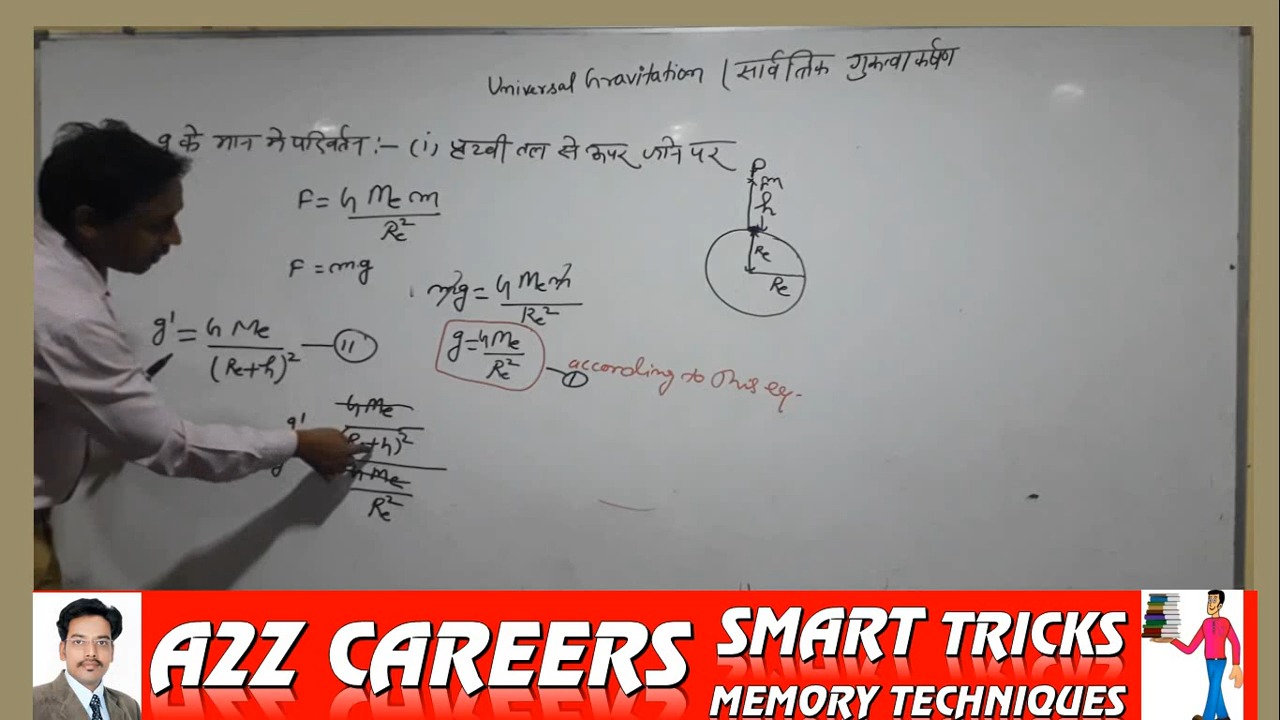 Universal Gravitation (सार्वत्रिक गुरुत्वाकर्षण
g के मान मे परिवर्तन :- (i) पृथ्वी तल से ऊपर जाने पर
P
m
h
Re
Re
F = G Me m / Re²
F = mg
mg = G Me m / Re²
g' = G Me / (Re+h)² — (ii)
g = G Me / Re² — (i) according to this eq.
g'
G Me
(Re+h)²
G Me
Re²
A2Z CAREERS
SMART TRICKS
MEMORY TECHNIQUES